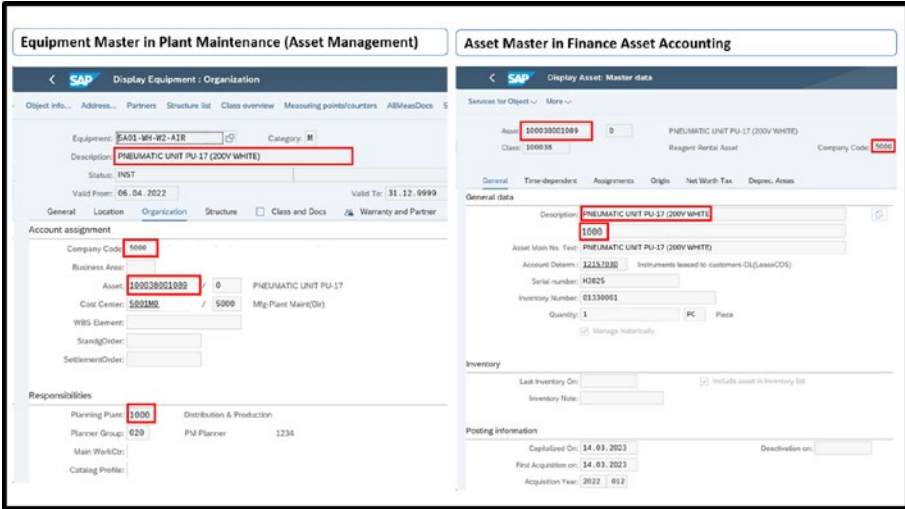 Equipment Master in Plant Maintenance (Asset Management)
< SAP Display Equipment : Organization
Object info... Address... Partners Structure list Class overview Measuring points/counters AllMeasDocs S
Equipment: 5A01-WH-W2-AIR Category: M
Description: PNEUMATIC UNIT PU-17 (200V WHITE)
Status: INST
Valid From: 06.04.2022 Valid To: 31.12.9999
General Location Organization Structure Class and Docs Warranty and Partner
Account assignment
Company Code: 5000
Business Area:
Asset: 100038001089 / 0 PNEUMATIC UNIT PU-17
Cost Center: 5001M0 / 5000 Mfg-Plant Maint(Dir)
WBS Element:
StandgOrder:
SettlementOrder:
Responsibilities
Planning Plant: 1000 Distribution & Production
Planner Group: 020 PM Planner 1234
Main WorkCtr:
Catalog Profile:
Asset Master in Finance Asset Accounting
< SAP Display Asset: Master data
Services for Object More
Asset: 100038001089 0 PNEUMATIC UNIT PU-17 (200V WHITE)
Class: 100038 Reagent Rental Asset Company Code: 5000
General Time-dependent Assignments Origin Net Worth Tax Deprec. Areas
General data
Description: PNEUMATIC UNIT PU-17 (200V WHITE
1000
Asset Main No. Text: PNEUMATIC UNIT PU-17 (200V WHITE)
Account Determ.: 12157030 Instruments leased to customers OL(LeaseCOS)
Serial number: H3825
Inventory Number: 01330061
Quantity: 1 PC Piece
Manage historically
Inventory
Last Inventory On: Include asset in inventory list
Inventory Note:
Posting information
Capitalized On: 14.03.2023 Deactivation on:
First Acquisition on: 14.03.2023
Acquisition Year: 2022 012